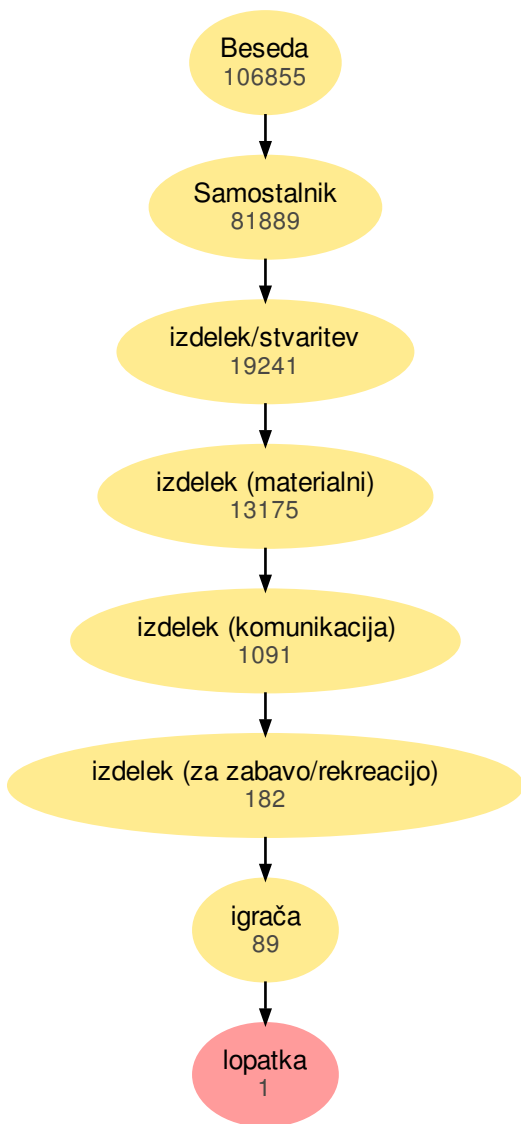 Beseda
106855
Samostalnik
81889
izdelek/stvaritev
19241
izdelek (materialni)
13175
izdelek (komunikacija)
1091
izdelek (za zabavo/rekreacijo)
182
igrača
89
lopatka
1